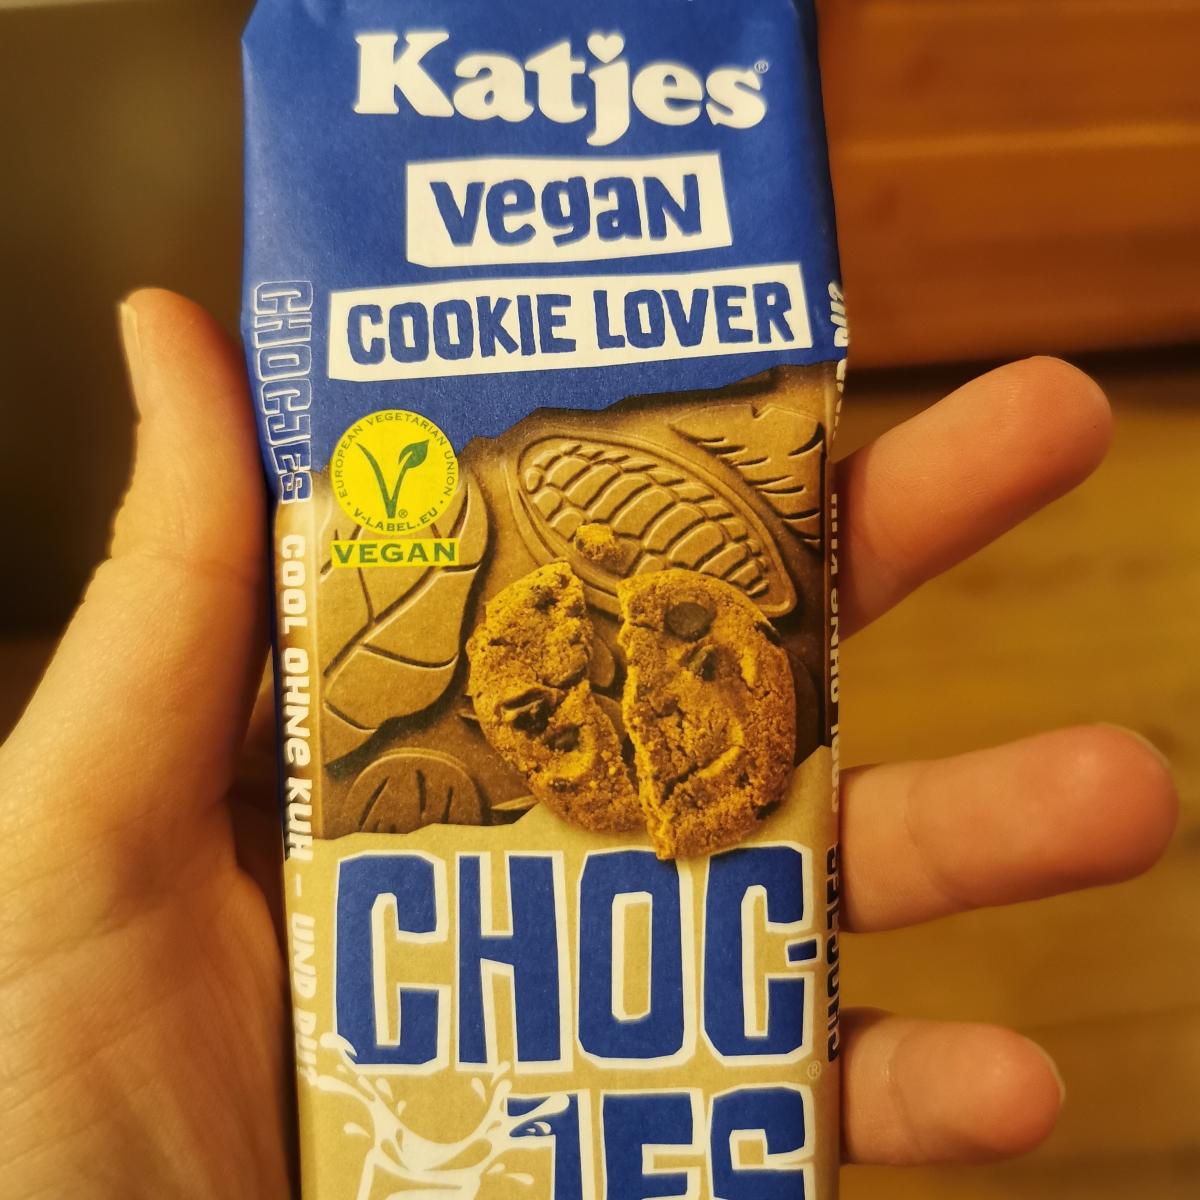 Katjes®
vegan
COOKIE LOVER
EUROPEAN VEGETARIAN UNION
V-LABEL.EU
®
VEGAN
CHOC-
JES
®
CHOCJES
COOL OHNE KUH – UND DU?